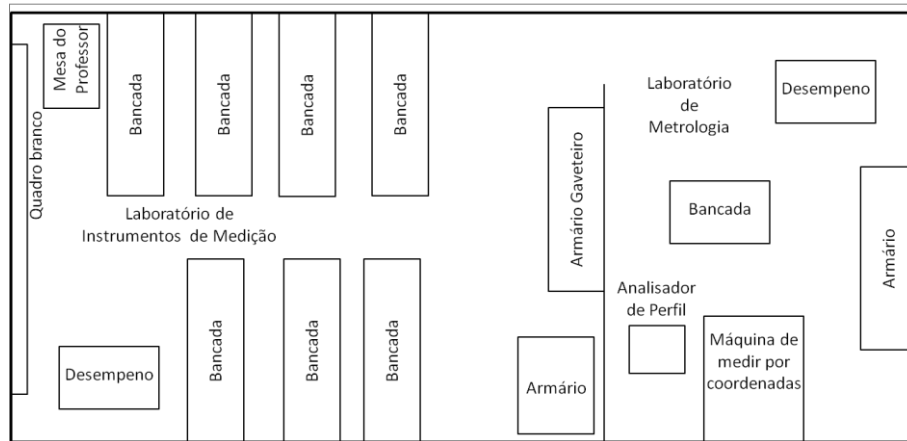 Mesa do
Professor
Quadro branco
Bancada
Bancada
Bancada
Bancada
Laboratório de
Instrumentos de Medição
Desempeno
Bancada
Bancada
Bancada
Armário Gaveteiro
Armário
Laboratório
de
Metrologia
Desempeno
Bancada
Armário
Analisador
de Perfil
Máquina de
medir por
coordenadas